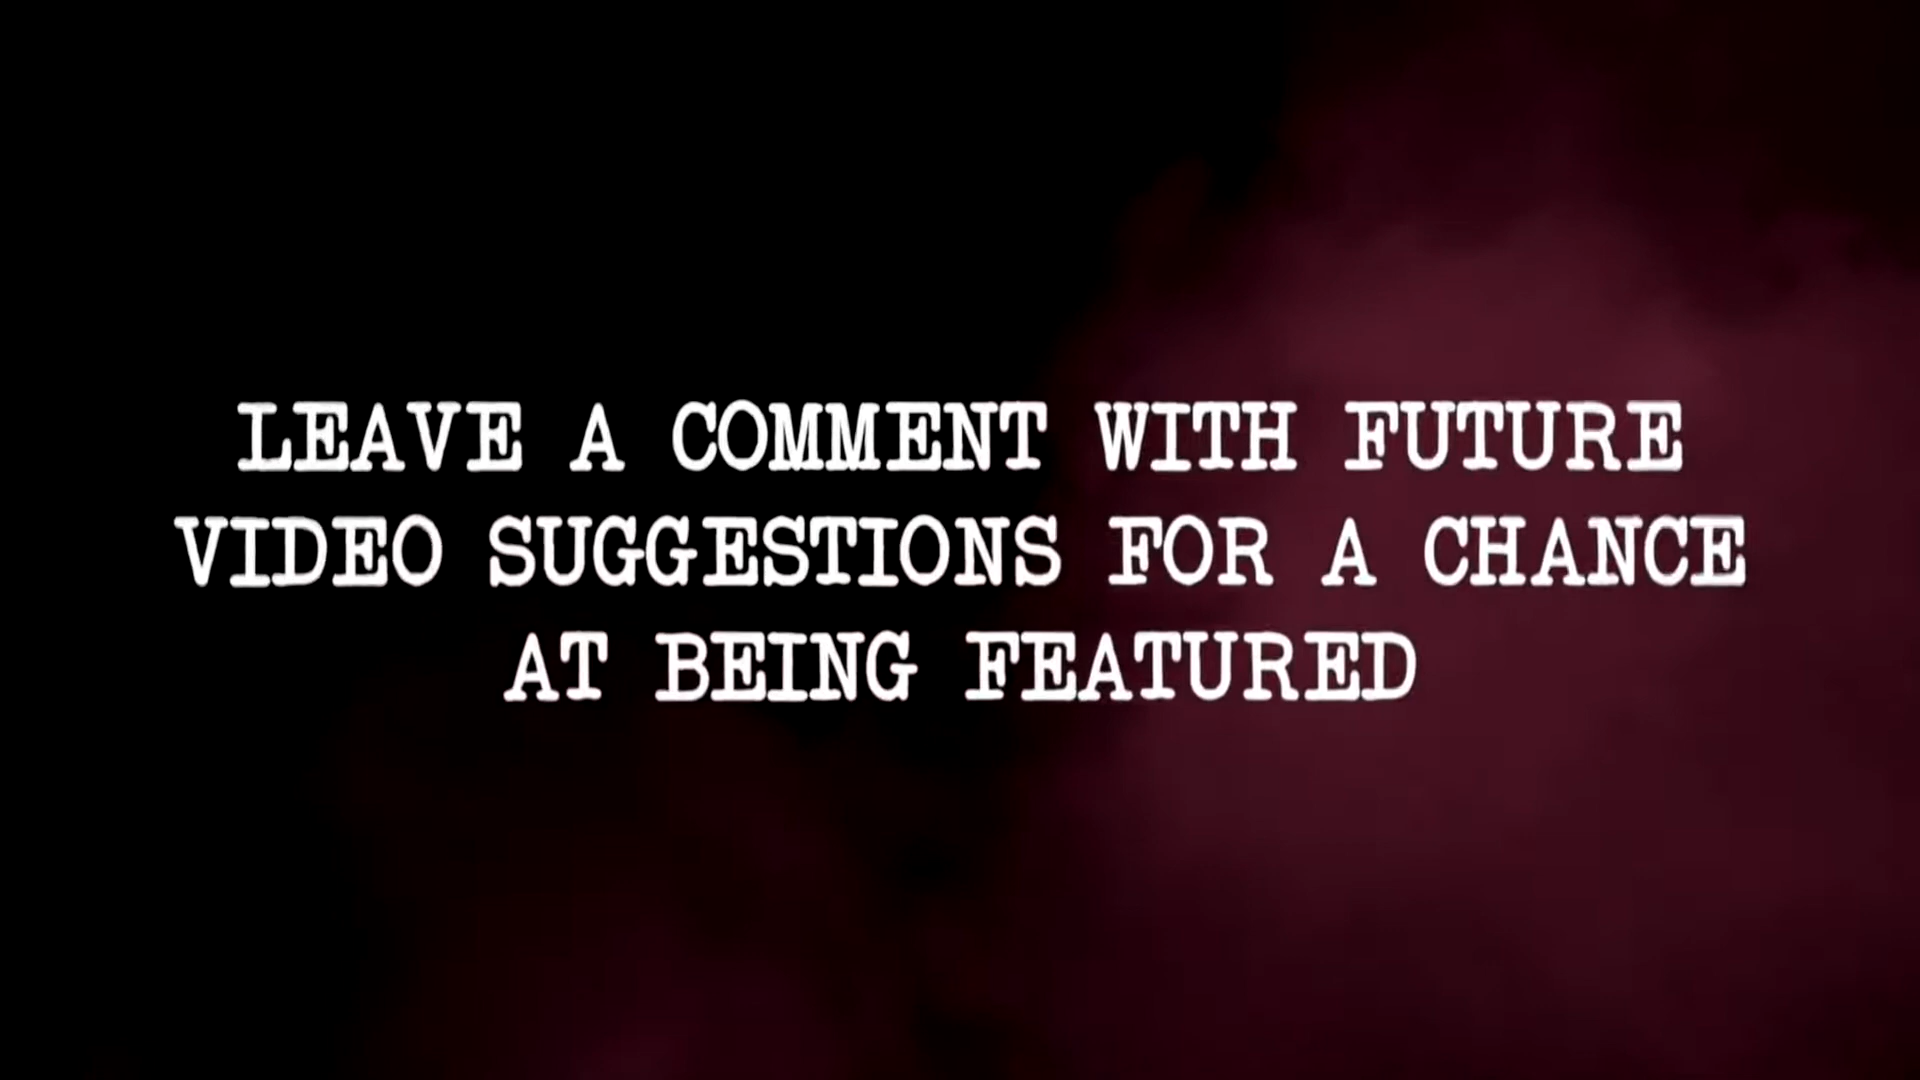 LEAVE A COMMENT WITH FUTURE
VIDEO SUGGESTIONS FOR A CHANCE
AT BEING FEATURED